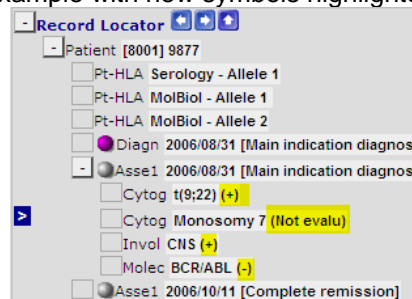 xample with new symbols highlighte
- Record Locator
- Patient [8001] 9877
Pt-HLA Serology - Allele 1
Pt-HLA MolBiol - Allele 1
Pt-HLA MolBiol - Allele 2
Diagn 2006/08/31 [Main indication diagnos
- Asse1 2006/08/31 [Main indication diagnos
Cytog t(9;22) (+)
> Cytog Monosomy 7 (Not evalu)
Invol CNS (+)
Molec BCR/ABL (-)
Asse1 2006/10/11 [Complete remission]